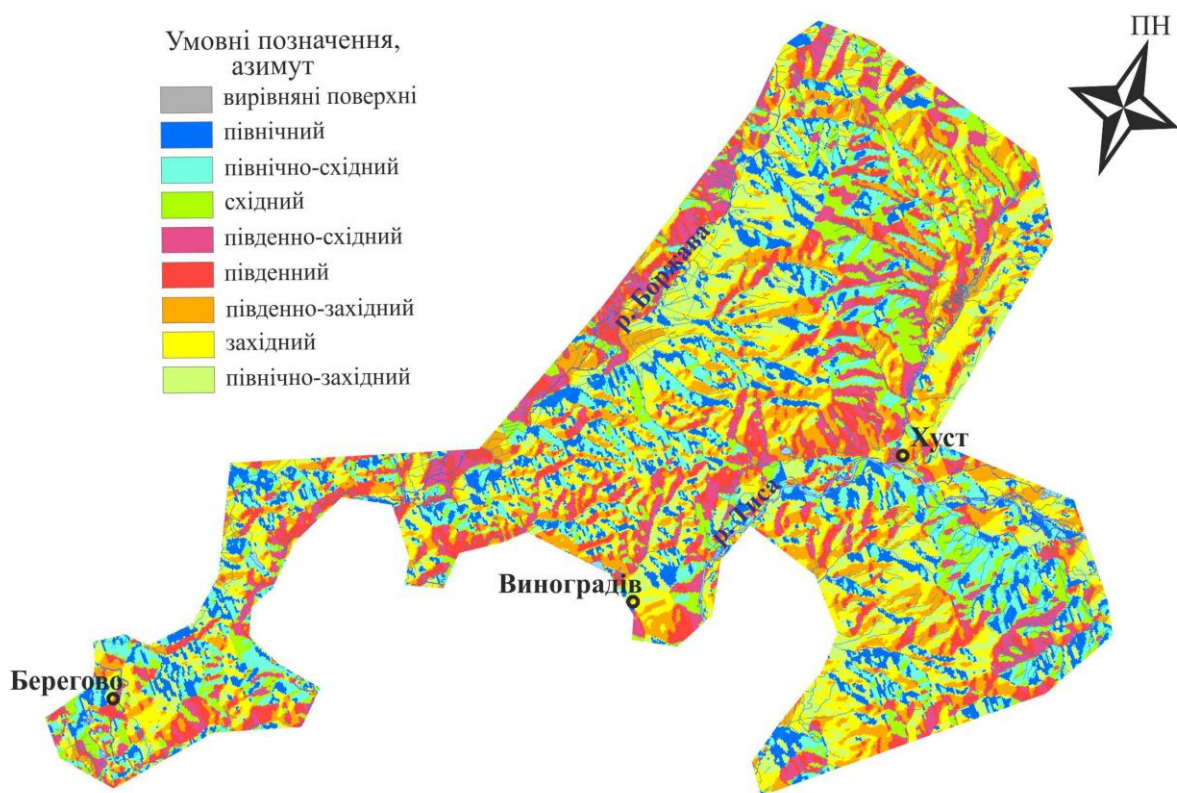 Умовні позначення,
азимут
вирівняні поверхні
північний
північно-східний
східний
південно-східний
південний
південно-західний
західний
північно-західний
ПН
р. Боржава
Хуст
р. Тиса
Виноградів
Берегово